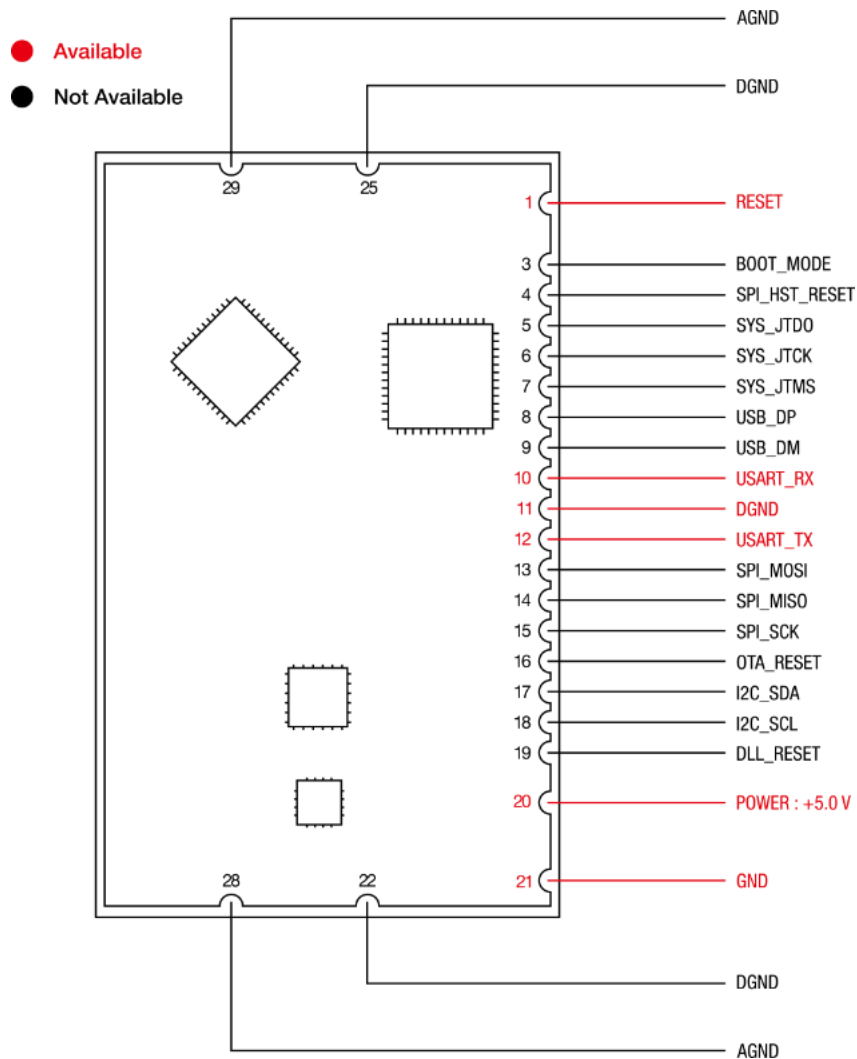 AGND
Available
DGND
Not Available
29 25
1 RESET
3 BOOT_MODE
4 SPI_HST_RESET
5 SYS_JTDO
6 SYS_JTCK
7 SYS_JTMS
8 USB_DP
9 USB_DM
10 USART_RX
11 DGND
12 USART_TX
13 SPI_MOSI
14 SPI_MISO
15 SPI_SCK
16 OTA_RESET
17 I2C_SDA
18 I2C_SCL
19 DLL_RESET
20 POWER : +5.0 V
21 GND
28 22
DGND
AGND